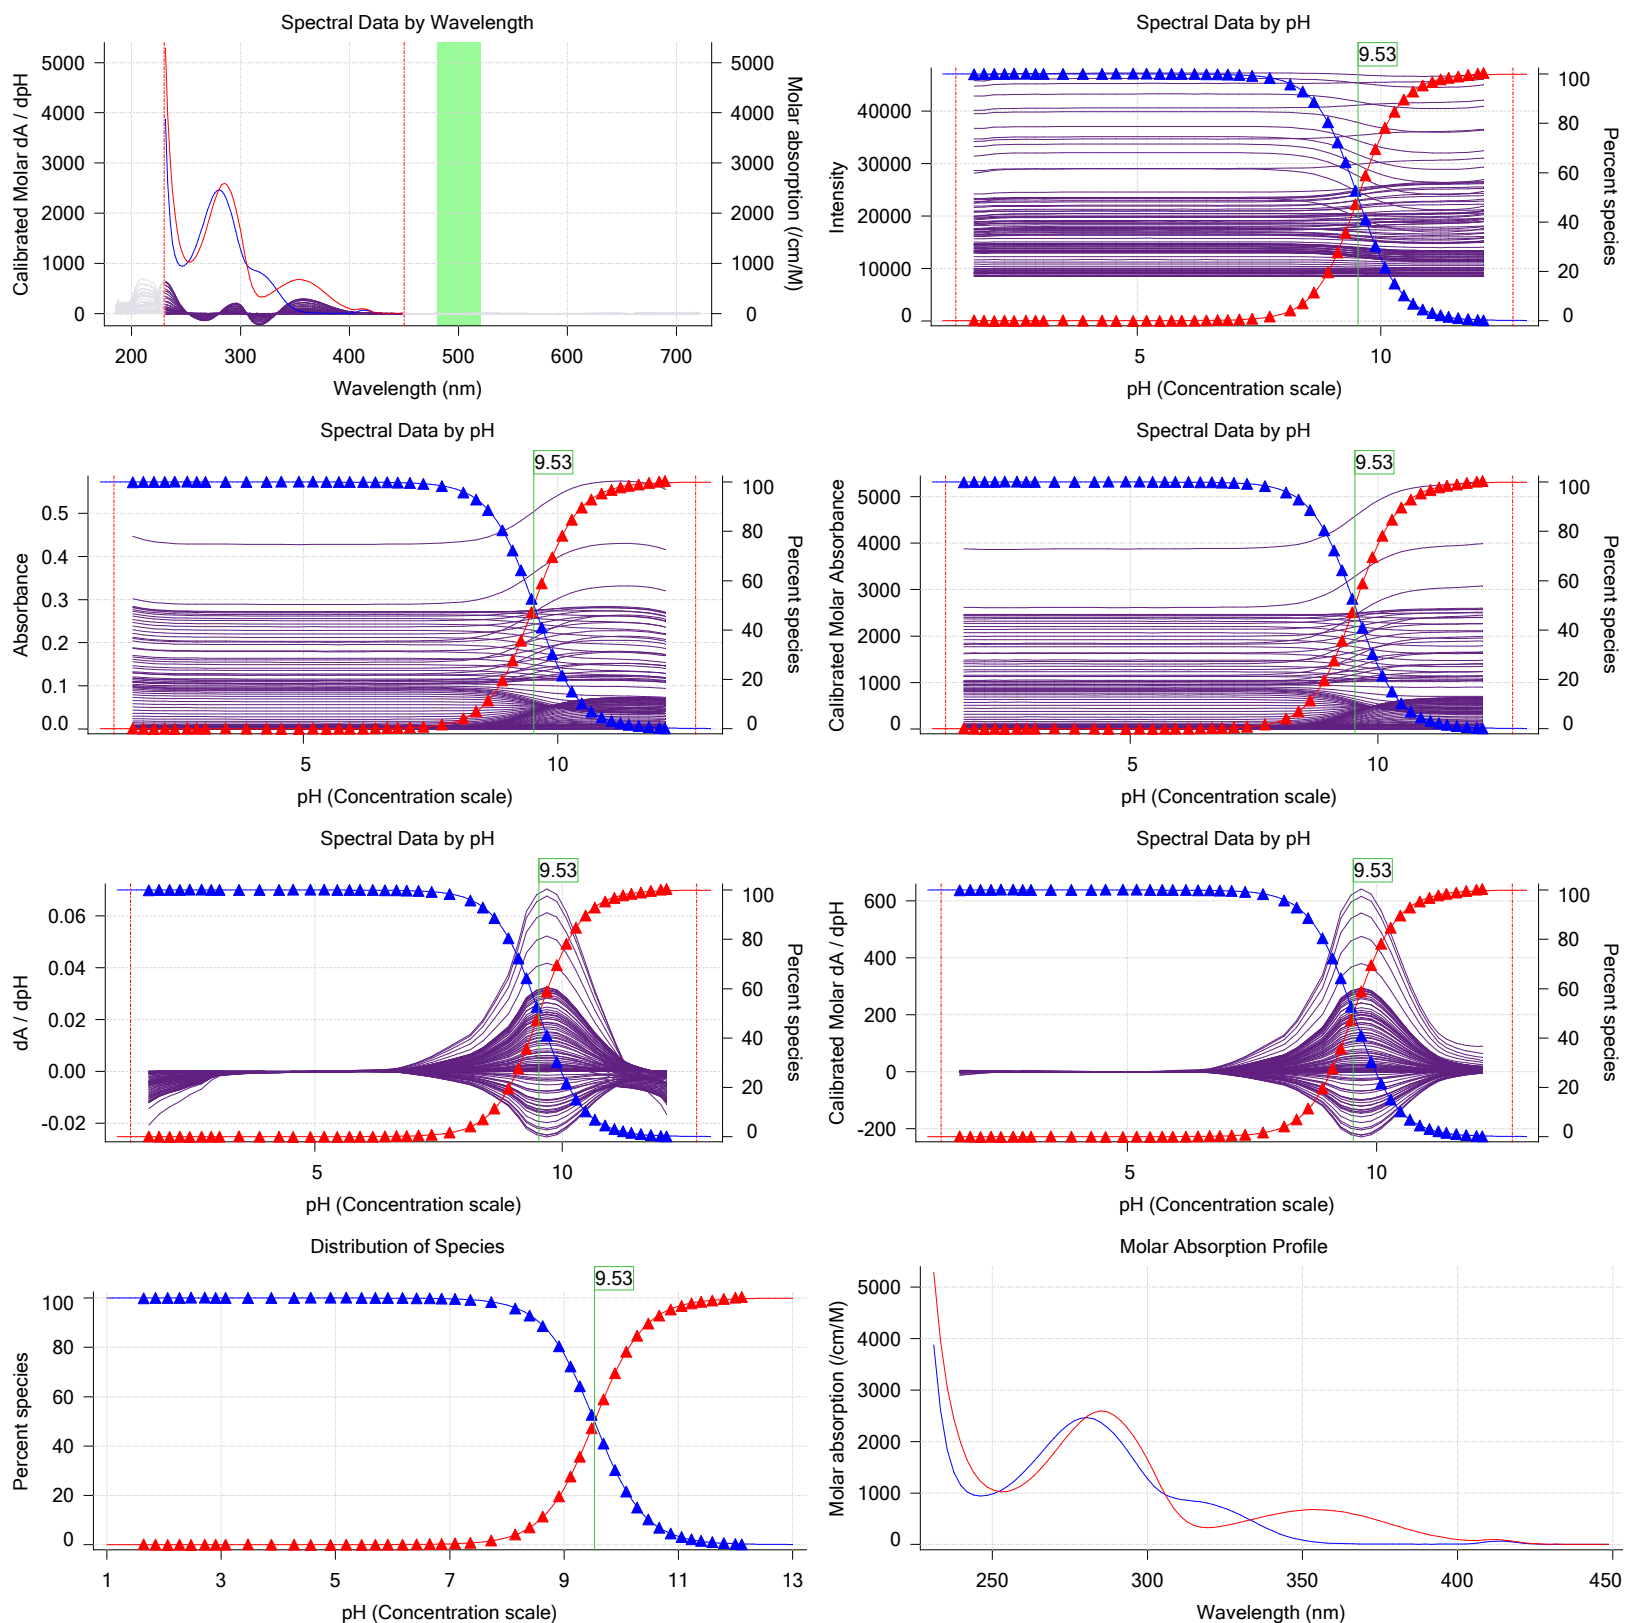 Spectral Data by Wavelength
Calibrated Molar dA / dpH
5000
4000
3000
2000
1000
0
5000
4000
3000
2000
1000
0
Molar absorption (/cm/M)
200 300 400 500 600 700
Wavelength (nm)
Spectral Data by pH
9.53
Intensity
40000
30000
20000
10000
0
100
80
60
40
20
0
Percent species
5 10
pH (Concentration scale)
Spectral Data by pH
9.53
Absorbance
0.5
0.4
0.3
0.2
0.1
0.0
100
80
60
40
20
0
Percent species
5 10
pH (Concentration scale)
Spectral Data by pH
9.53
Calibrated Molar Absorbance
5000
4000
3000
2000
1000
0
100
80
60
40
20
0
Percent species
5 10
pH (Concentration scale)
Spectral Data by pH
9.53
dA / dpH
0.06
0.04
0.02
0.00
-0.02
100
80
60
40
20
0
Percent species
5 10
pH (Concentration scale)
Spectral Data by pH
9.53
Calibrated Molar dA / dpH
600
400
200
0
-200
100
80
60
40
20
0
Percent species
5 10
pH (Concentration scale)
Distribution of Species
9.53
Percent species
100
80
60
40
20
0
1 3 5 7 9 11 13
pH (Concentration scale)
Molar Absorption Profile
Molar absorption (/cm/M)
5000
4000
3000
2000
1000
0
250 300 350 400 450
Wavelength (nm)